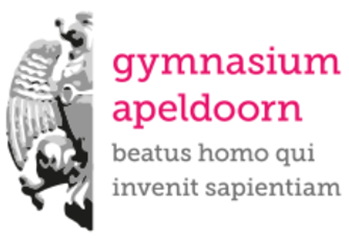 gymnasium
apeldoorn
beatus homo qui
invenit sapientiam